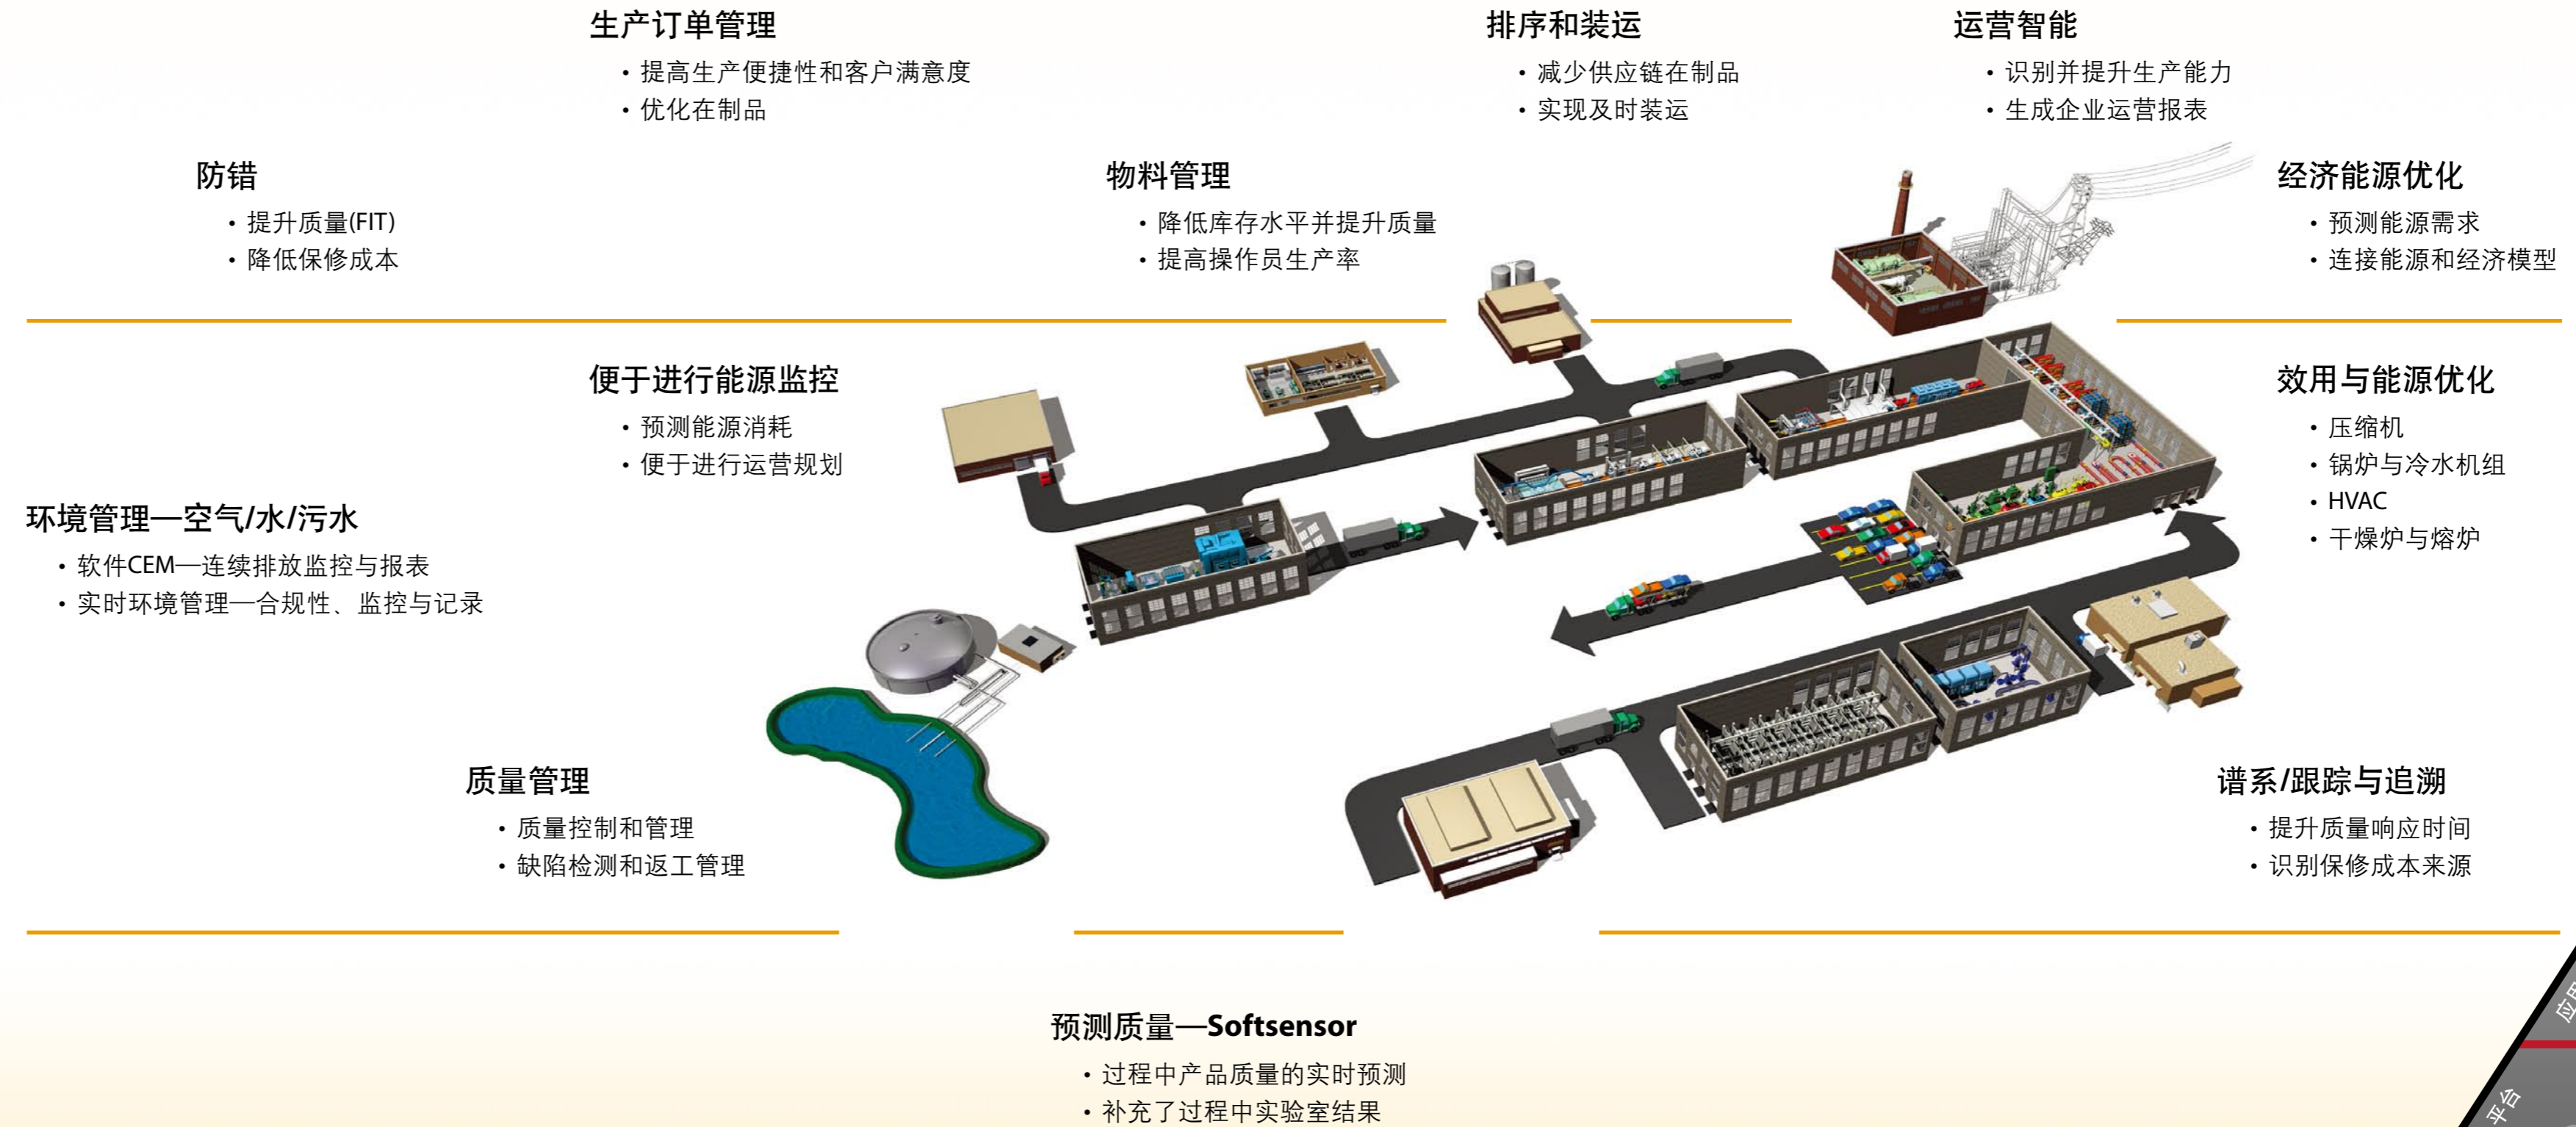 生产订单管理
• 提高生产便捷性和客户满意度
• 优化在制品
排序和装运
• 减少供应链在制品
• 实现及时装运
运营智能
• 识别并提升生产能力
• 生成企业运营报表
防错
• 提升质量(FIT)
• 降低保修成本
物料管理
• 降低库存水平并提升质量
• 提高操作员生产率
经济能源优化
• 预测能源需求
• 连接能源和经济模型
便于进行能源监控
• 预测能源消耗
• 便于进行运营规划
效用与能源优化
• 压缩机
• 锅炉与冷水机组
• HVAC
• 干燥炉与熔炉
环境管理—空气/水/污水
• 软件CEM—连续排放监控与报表
• 实时环境管理—合规性、监控与记录
质量管理
• 质量控制和管理
• 缺陷检测和返工管理
谱系/跟踪与追溯
• 提升质量响应时间
• 识别保修成本来源
预测质量—Softsensor
• 过程中产品质量的实时预测
• 补充了过程中实验室结果
应用
平台